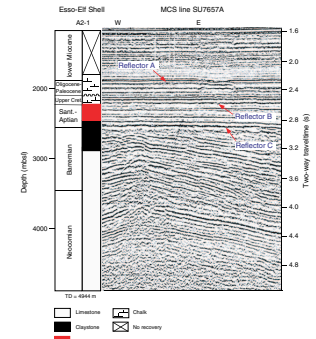 Esso-Elf Shell MCS line SU7657A
A2-1 W E
lower Miocene
Oligocene-
Paleocene
Upper Cret.
Sant.-
Aptian
Barremian
Neocomian
Depth (mbsl)
2000
3000
4000
Reflector A
Reflector B
Reflector C
1.6
2.0
2.4
2.8
3.2
3.6
4.0
4.4
4.8
Two-way traveltime (s)
TD = 4944 m
Limestone Chalk
Claystone No recovery